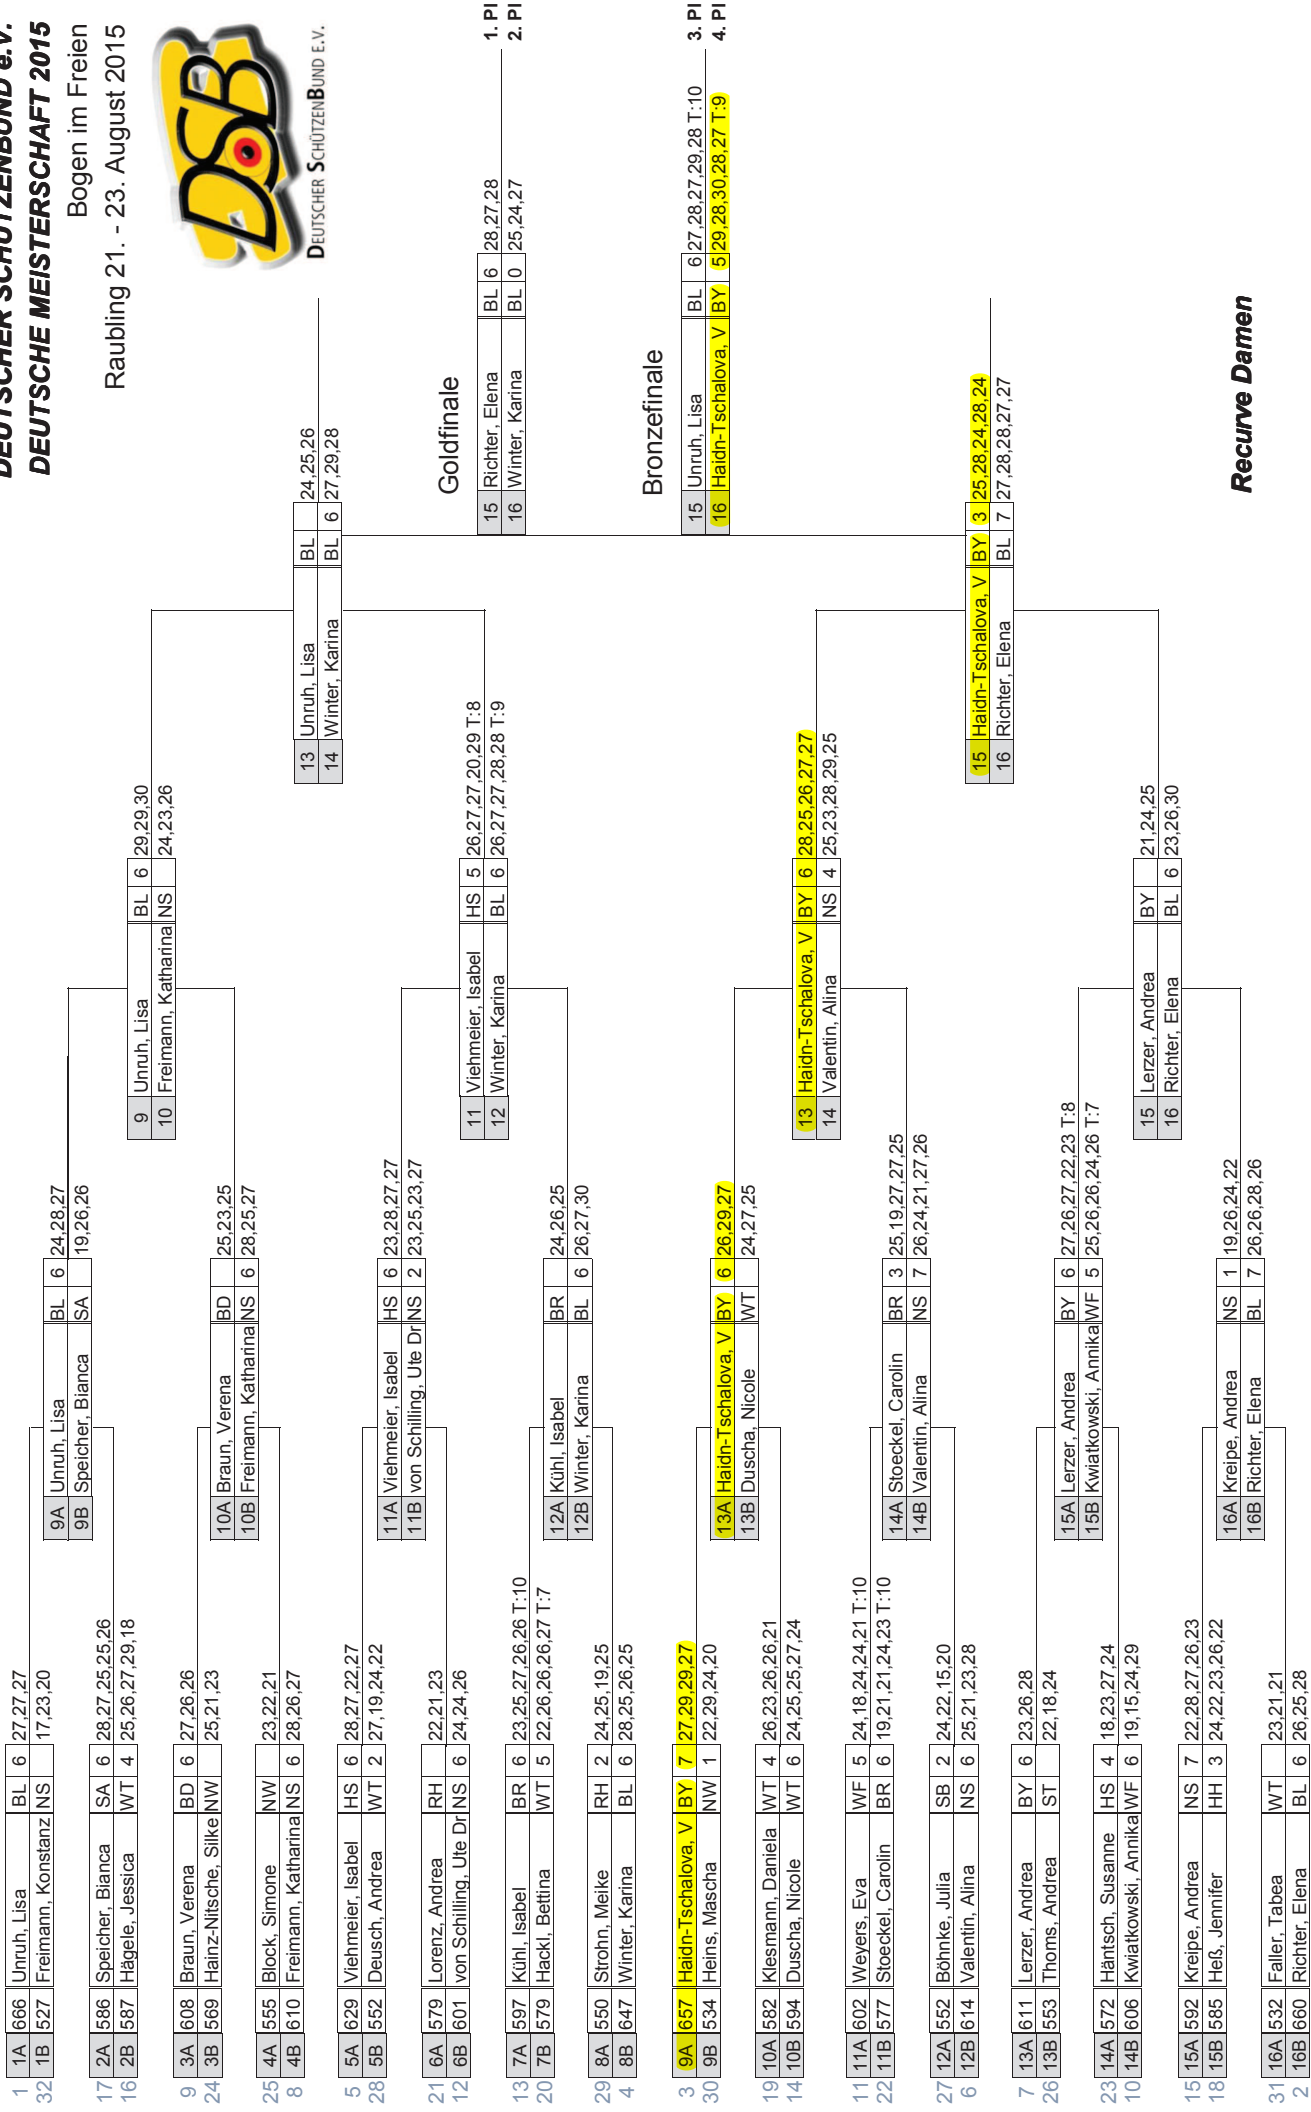 DEUTSCHER SCHÜTZENBUND e.V.
DEUTSCHE MEISTERSCHAFT 2015
Bogen im Freien
Raubling 21. - 23. August 2015
DSB
DEUTSCHER SCHÜTZENBUND E.V.
1 1A 666 Unruh, Lisa BL 6 27,27,27
32 1B 527 Freimann, Konstanz NS 17,23,20
17 2A 586 Speicher, Bianca SA 6 28,27,25,25,26
16 2B 587 Hägele, Jessica WT 4 25,26,27,29,18
9 3A 608 Braun, Verena BD 6 27,26,26
24 3B 569 Hainz-Nitsche, Silke NW 25,21,23
25 4A 555 Block, Simone NW 23,22,21
8 4B 610 Freimann, Katharina NS 6 28,26,27
5 5A 629 Viehmeier, Isabel HS 6 28,27,22,27
28 5B 552 Deusch, Andrea WT 2 27,19,24,22
21 6A 579 Lorenz, Andrea RH 22,21,23
12 6B 601 von Schilling, Ute Dr NS 6 24,24,26
13 7A 597 Kühl, Isabel BR 6 23,25,27,26,26 T:10
20 7B 579 Hackl, Bettina WT 5 22,26,26,26,27 T:7
29 8A 550 Strohn, Meike RH 2 24,25,19,25
4 8B 647 Winter, Karina BL 6 28,25,26,25
3 9A 657 Haidn-Tschalova, V BY 7 27,29,29,27
30 9B 534 Heins, Mascha NW 1 22,29,24,20
19 10A 582 Klesmann, Daniela WT 4 26,23,26,26,21
14 10B 594 Duscha, Nicole WT 6 24,25,25,27,24
11 11A 602 Weyers, Eva WF 5 24,18,24,24,21 T:10
22 11B 577 Stoeckel, Carolin BR 6 19,21,21,24,23 T:10
27 12A 552 Böhnke, Julia SB 2 24,22,15,20
6 12B 614 Valentin, Alina NS 6 25,21,23,28
7 13A 611 Lerzer, Andrea BY 6 23,26,28
26 13B 553 Thoms, Andrea ST 22,18,24
23 14A 572 Häntsch, Susanne HS 4 18,23,27,24
10 14B 606 Kwiatkowski, Annika WF 6 19,15,24,29
15 15A 592 Kreipe, Andrea NS 7 22,28,27,26,23
18 15B 585 Heß, Jennifer HH 3 24,22,23,26,22
31 16A 532 Faller, Tabea WT 23,21,21
2 16B 660 Richter, Elena BL 6 26,25,28
9A Unruh, Lisa BL 6 24,28,27
9B Speicher, Bianca SA 19,26,26
10A Braun, Verena BD 25,23,25
10B Freimann, Katharina NS 6 28,25,27
11A Viehmeier, Isabel HS 6 23,28,27,27
11B von Schilling, Ute Dr NS 2 23,25,23,27
12A Kühl, Isabel BR 24,26,25
12B Winter, Karina BL 6 26,27,30
13A Haidn-Tschalova, V BY 6 26,29,27
13B Duscha, Nicole WT 24,27,25
14A Stoeckel, Carolin BR 3 25,19,27,27,25
14B Valentin, Alina NS 7 26,24,21,27,26
15A Lerzer, Andrea BY 6 27,26,27,22,23 T:8
15B Kwiatkowski, Annika WF 5 25,26,26,24,26 T:7
16A Kreipe, Andrea NS 1 19,26,24,22
16B Richter, Elena BL 7 26,26,28,26
9 Unruh, Lisa BL 6 29,29,30
10 Freimann, Katharina NS 24,23,26
11 Viehmeier, Isabel HS 5 26,27,27,20,29 T:8
12 Winter, Karina BL 6 26,27,27,28,28 T:9
13 Haidn-Tschalova, V BY 6 28,25,26,27,27
14 Valentin, Alina NS 4 25,23,28,29,25
15 Lerzer, Andrea BY 21,24,25
16 Richter, Elena BL 6 23,26,30
13 Unruh, Lisa BL 24,25,26
14 Winter, Karina BL 6 27,29,28
15 Haidn-Tschalova, V BY 3 25,28,24,28,24
16 Richter, Elena BL 7 27,28,28,27,27
Goldfinale
15 Richter, Elena BL 6 28,27,28 1. Pl
16 Winter, Karina BL 0 25,24,27 2. Pl
Bronzefinale
15 Unruh, Lisa BL 6 27,28,27,29,28 T:10 3. Pl
16 Haidn-Tschalova, V BY 5 29,28,30,28,27 T:9 4. Pl
Recurve Damen